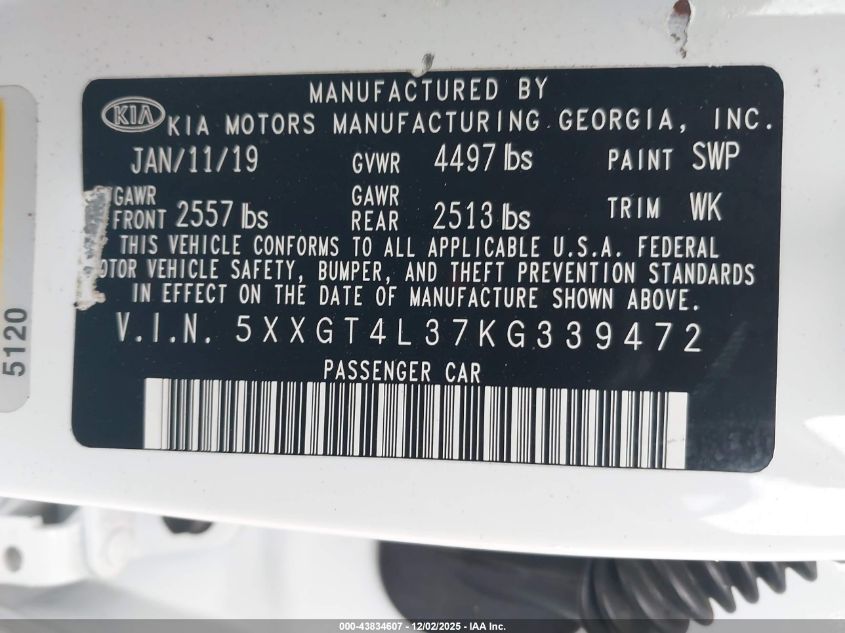 MANUFACTURED BY
KIA KIA MOTORS MANUFACTURING GEORGIA, INC.
JAN/11/19 GVWR 4497 lbs PAINT SWP
GAWR FRONT 2557 lbs GAWR REAR 2513 lbs TRIM WK
THIS VEHICLE CONFORMS TO ALL APPLICABLE U.S.A. FEDERAL
OTOR VEHICLE SAFETY, BUMPER, AND THEFT PREVENTION STANDARDS
IN EFFECT ON THE DATE OF MANUFACTURE SHOWN ABOVE.
V.I.N. 5XXGT4L37KG339472
PASSENGER CAR
5120
000-43834607 - 12/02/2025 - IAA Inc.